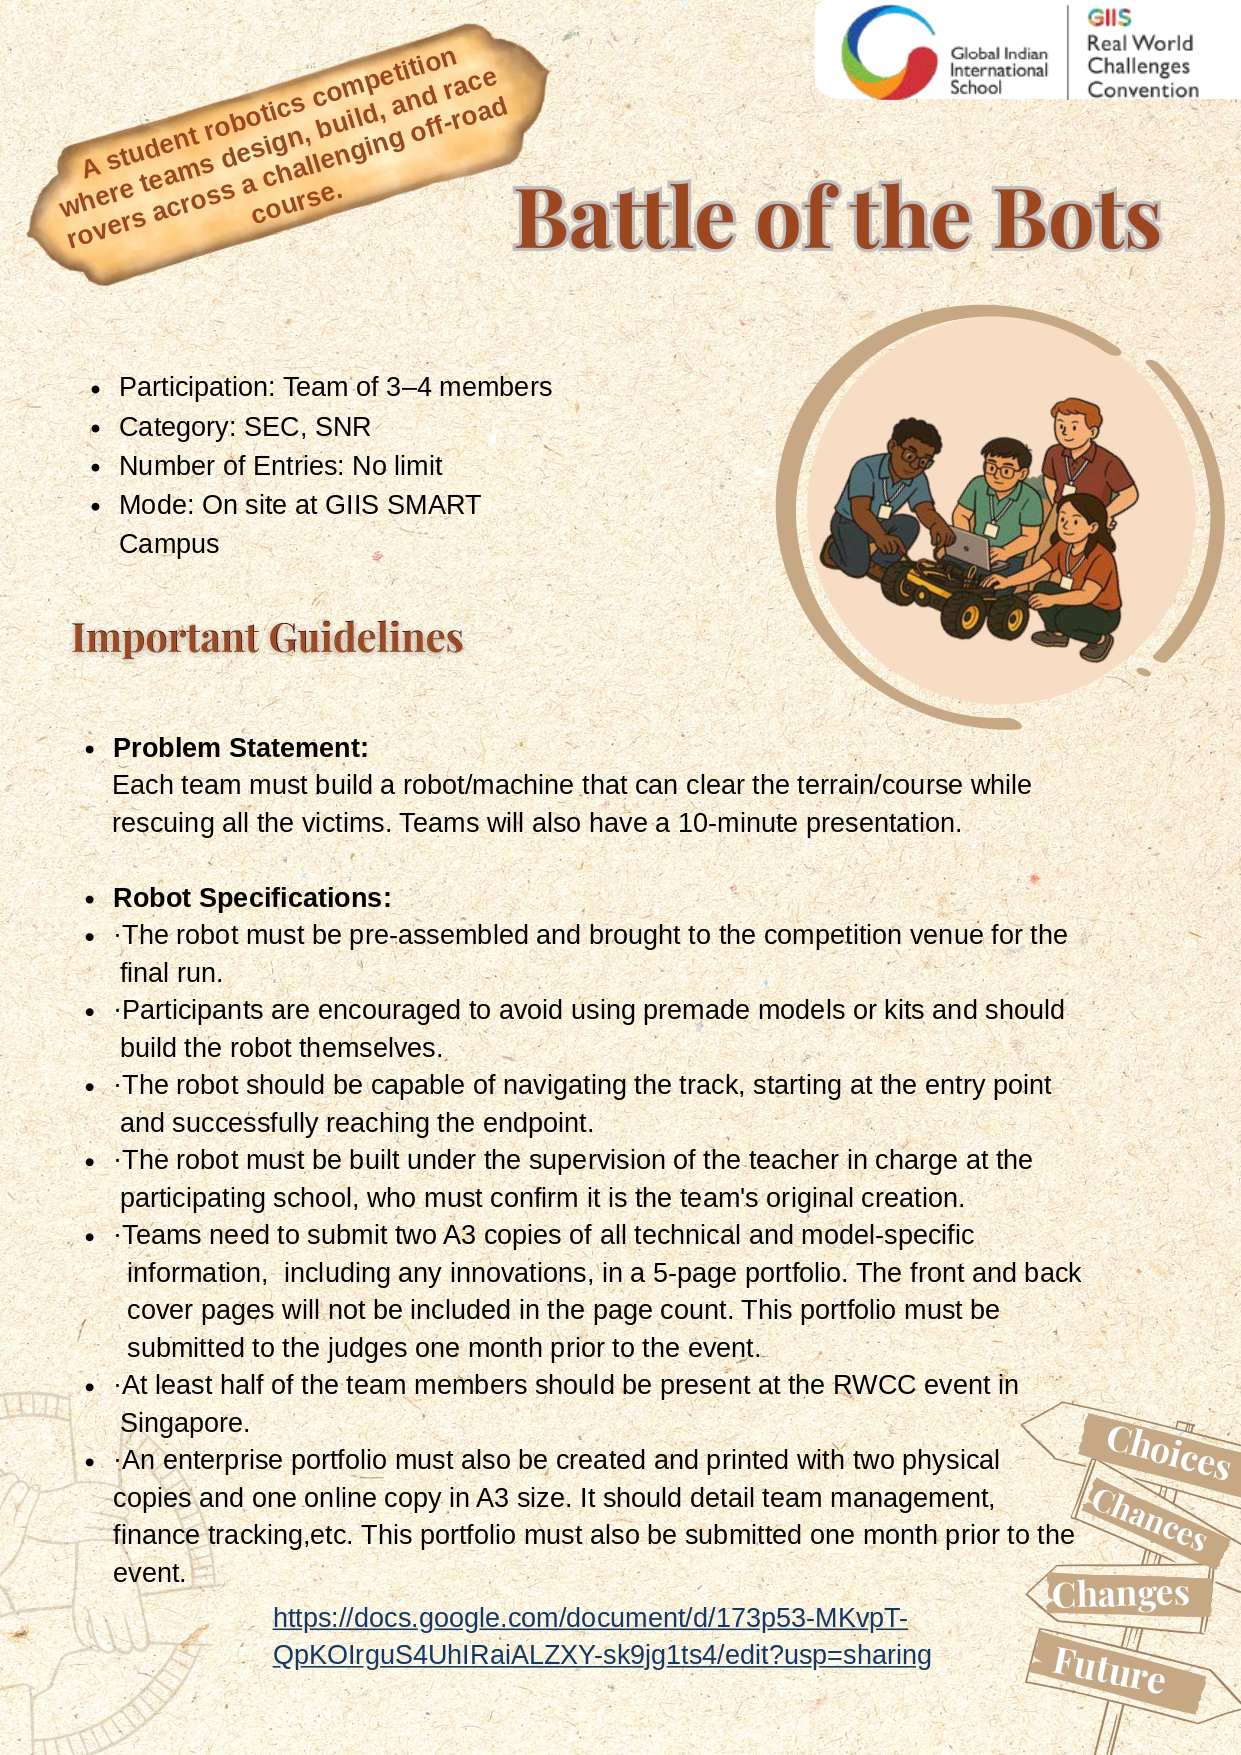 Global Indian
International
School
GIIS
Real World
Challenges
Convention
A student robotics competition
where teams design, build, and race
rovers across a challenging off-road
course.
Battle of the Bots
• Participation: Team of 3–4 members
• Category: SEC, SNR
• Number of Entries: No limit
• Mode: On site at GIIS SMART
Campus
Important Guidelines
• Problem Statement:
Each team must build a robot/machine that can clear the terrain/course while
rescuing all the victims. Teams will also have a 10-minute presentation.
• Robot Specifications:
• ·The robot must be pre-assembled and brought to the competition venue for the
final run.
• ·Participants are encouraged to avoid using premade models or kits and should
build the robot themselves.
• ·The robot should be capable of navigating the track, starting at the entry point
and successfully reaching the endpoint.
• ·The robot must be built under the supervision of the teacher in charge at the
participating school, who must confirm it is the team's original creation.
• ·Teams need to submit two A3 copies of all technical and model-specific
information,  including any innovations, in a 5-page portfolio. The front and back
cover pages will not be included in the page count. This portfolio must be
submitted to the judges one month prior to the event.
• ·At least half of the team members should be present at the RWCC event in
Singapore.
• ·An enterprise portfolio must also be created and printed with two physical
copies and one online copy in A3 size. It should detail team management,
finance tracking,etc. This portfolio must also be submitted one month prior to the
event.
https://docs.google.com/document/d/173p53-MKvpT-
QpKOIrguS4UhIRaiALZXY-sk9jg1ts4/edit?usp=sharing
Choices
Chances
Changes
Future